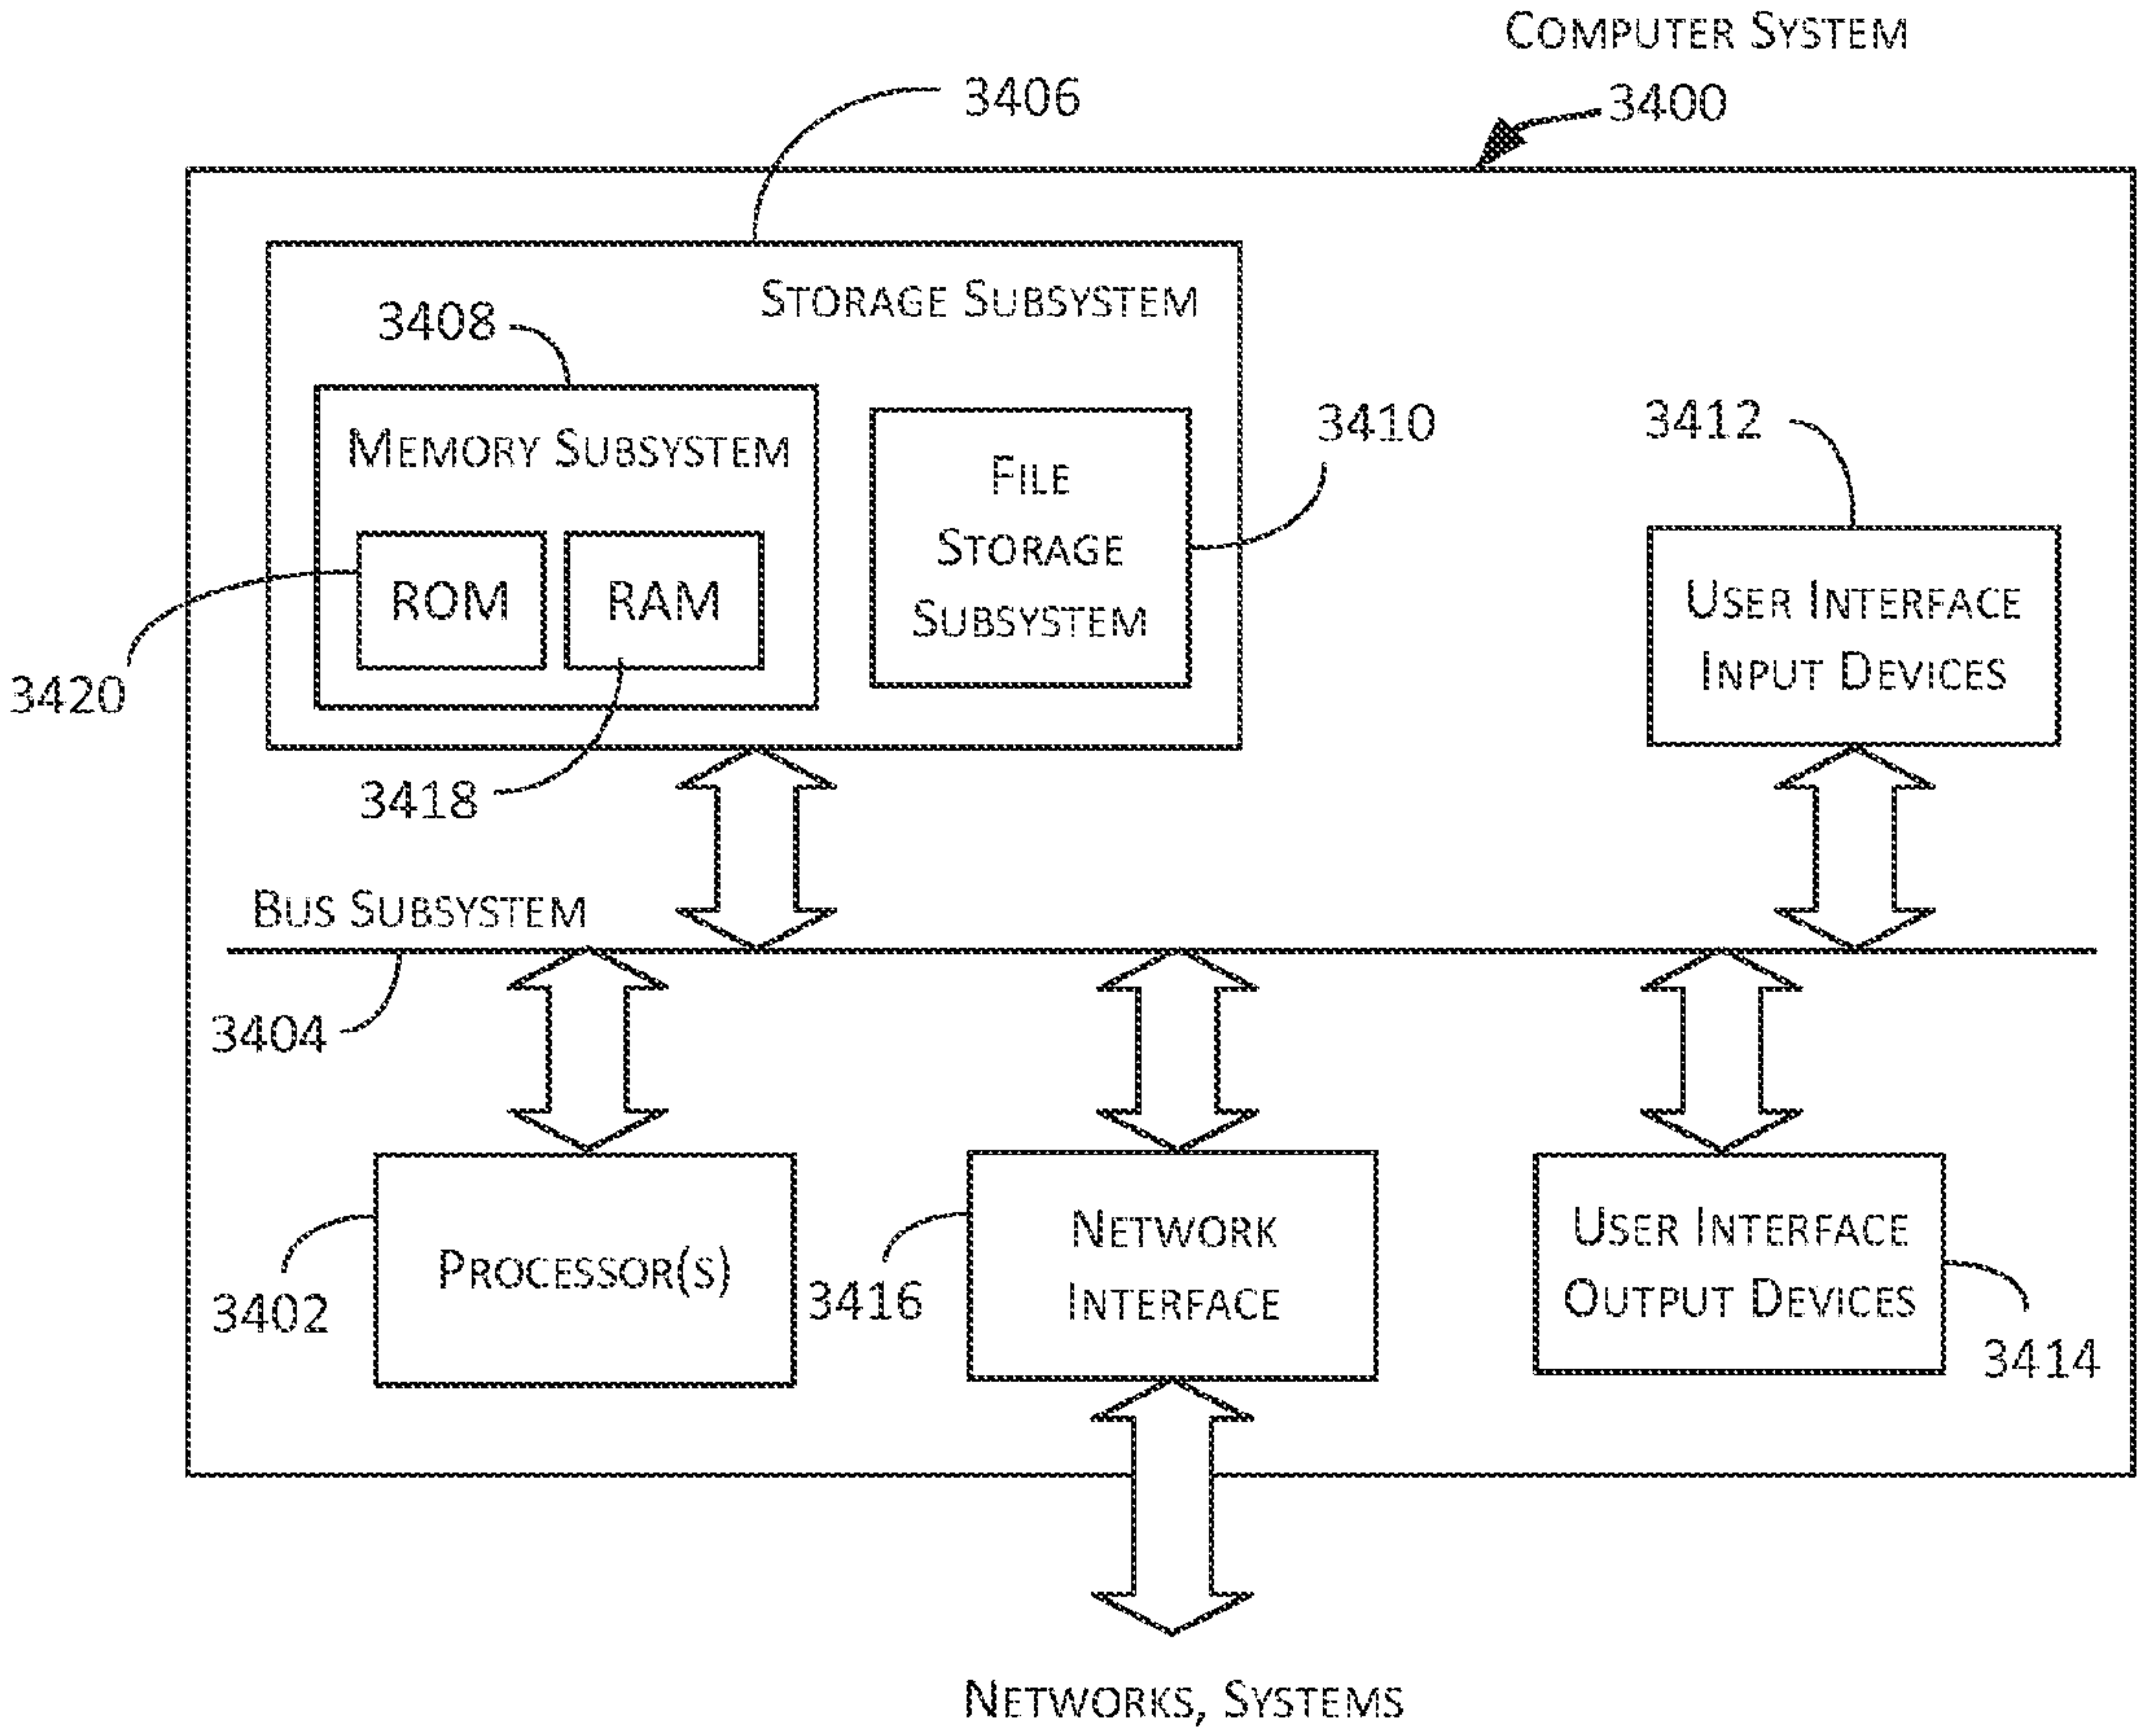 COMPUTER SYSTEM
3400
3406
STORAGE SUBSYSTEM
3408
MEMORY SUBSYSTEM
ROM
RAM
3420
3418
FILE
STORAGE
SUBSYSTEM
3410
3412
USER INTERFACE
INPUT DEVICES
BUS SUBSYSTEM
3404
PROCESSOR(S)
3402
NETWORK
INTERFACE
3416
USER INTERFACE
OUTPUT DEVICES
3414
NETWORKS, SYSTEMS